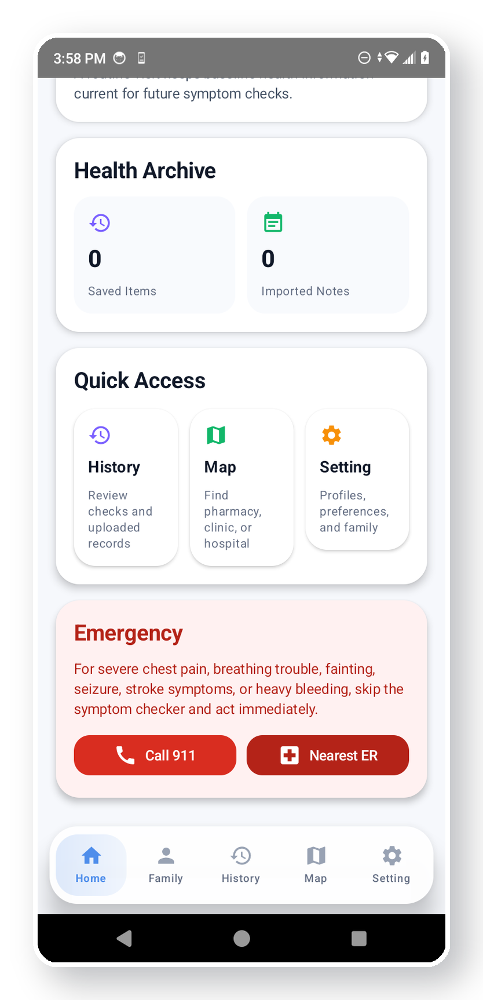 3:58 PM
current for future symptom checks.
Health Archive
0
Saved Items
0
Imported Notes
Quick Access
History
Review
checks and
uploaded
records
Map
Find
pharmacy,
clinic, or
hospital
Setting
Profiles,
preferences,
and family
Emergency
For severe chest pain, breathing trouble, fainting,
seizure, stroke symptoms, or heavy bleeding, skip the
symptom checker and act immediately.
Call 911
Nearest ER
Home
Family
History
Map
Setting